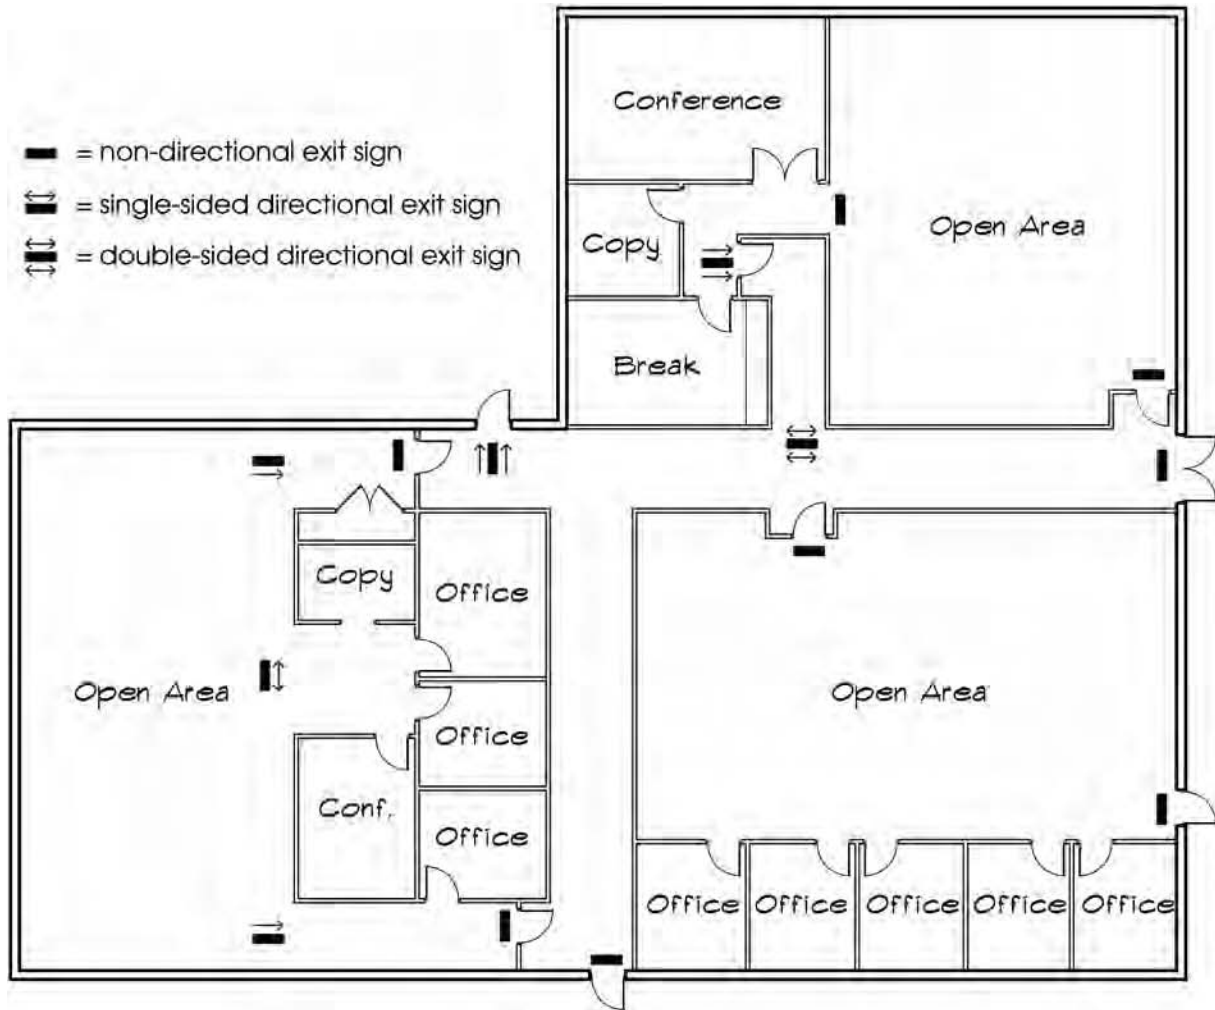 = non-directional exit sign
= single-sided directional exit sign
= double-sided directional exit sign
Conference
Copy
Open Area
Break
Copy
Office
Open Area
Office
Conf.
Office
Open Area
Office
Office
Office
Office
Office